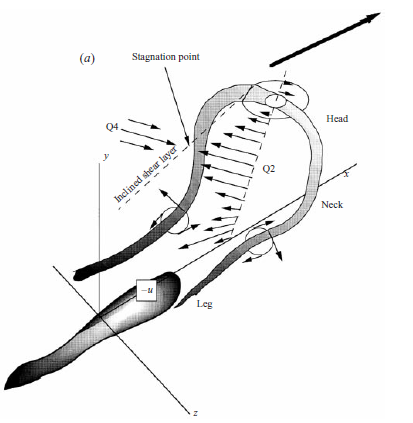 (a)
Stagnation point
Q4
Head
y
Inclined shear layer
Q2
x
Neck
–u
Leg
z